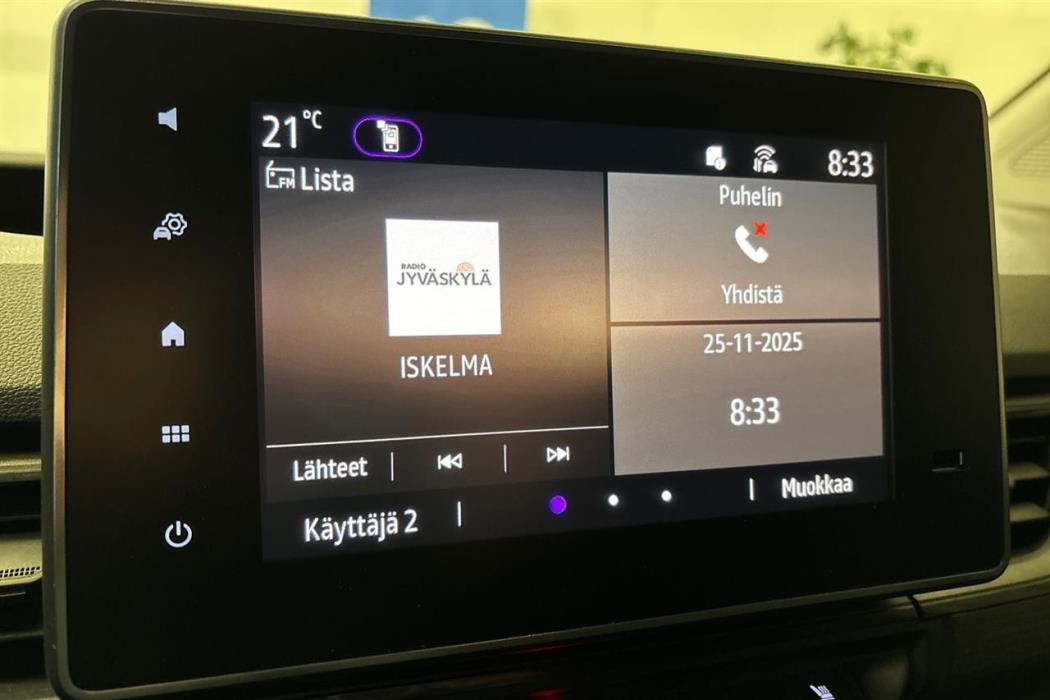 21°C
8:33
FM Lista
RADIO
JYVÄSKYLÄ
ISKELMA
Puhelin
Yhdistä
25-11-2025
8:33
Lähteet
Käyttäjä 2
Muokkaa